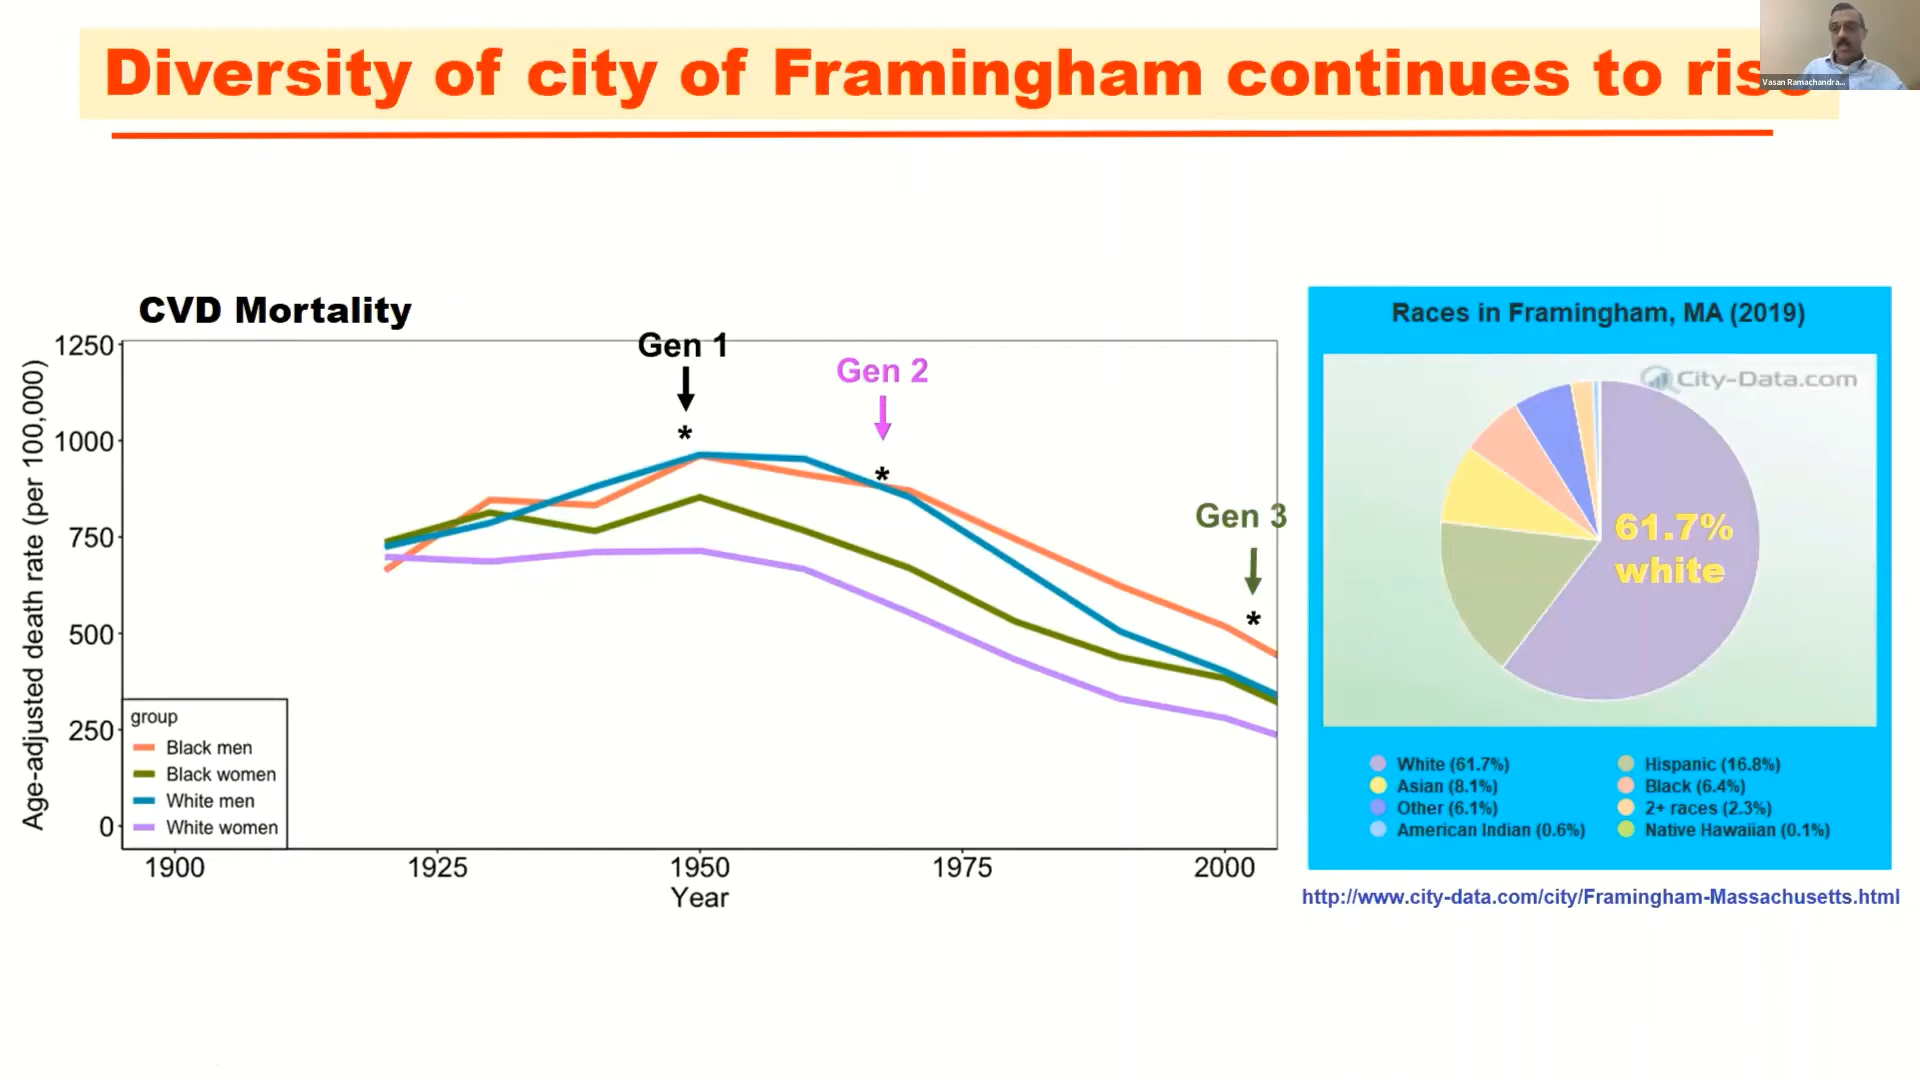 Diversity of city of Framingham continues to ris
Vasan Ramachandra...
CVD Mortality
Age-adjusted death rate (per 100,000)
1250
1000
750
500
250
0
Gen 1
*
Gen 2
*
Gen 3
*
group
Black men
Black women
White men
White women
1900 1925 1950 1975 2000
Year
Races in Framingham, MA (2019)
City-Data.com
61.7%
white
White (61.7%) Hispanic (16.8%)
Asian (8.1%) Black (6.4%)
Other (6.1%) 2+ races (2.3%)
American Indian (0.6%) Native Hawaiian (0.1%)
http://www.city-data.com/city/Framingham-Massachusetts.html